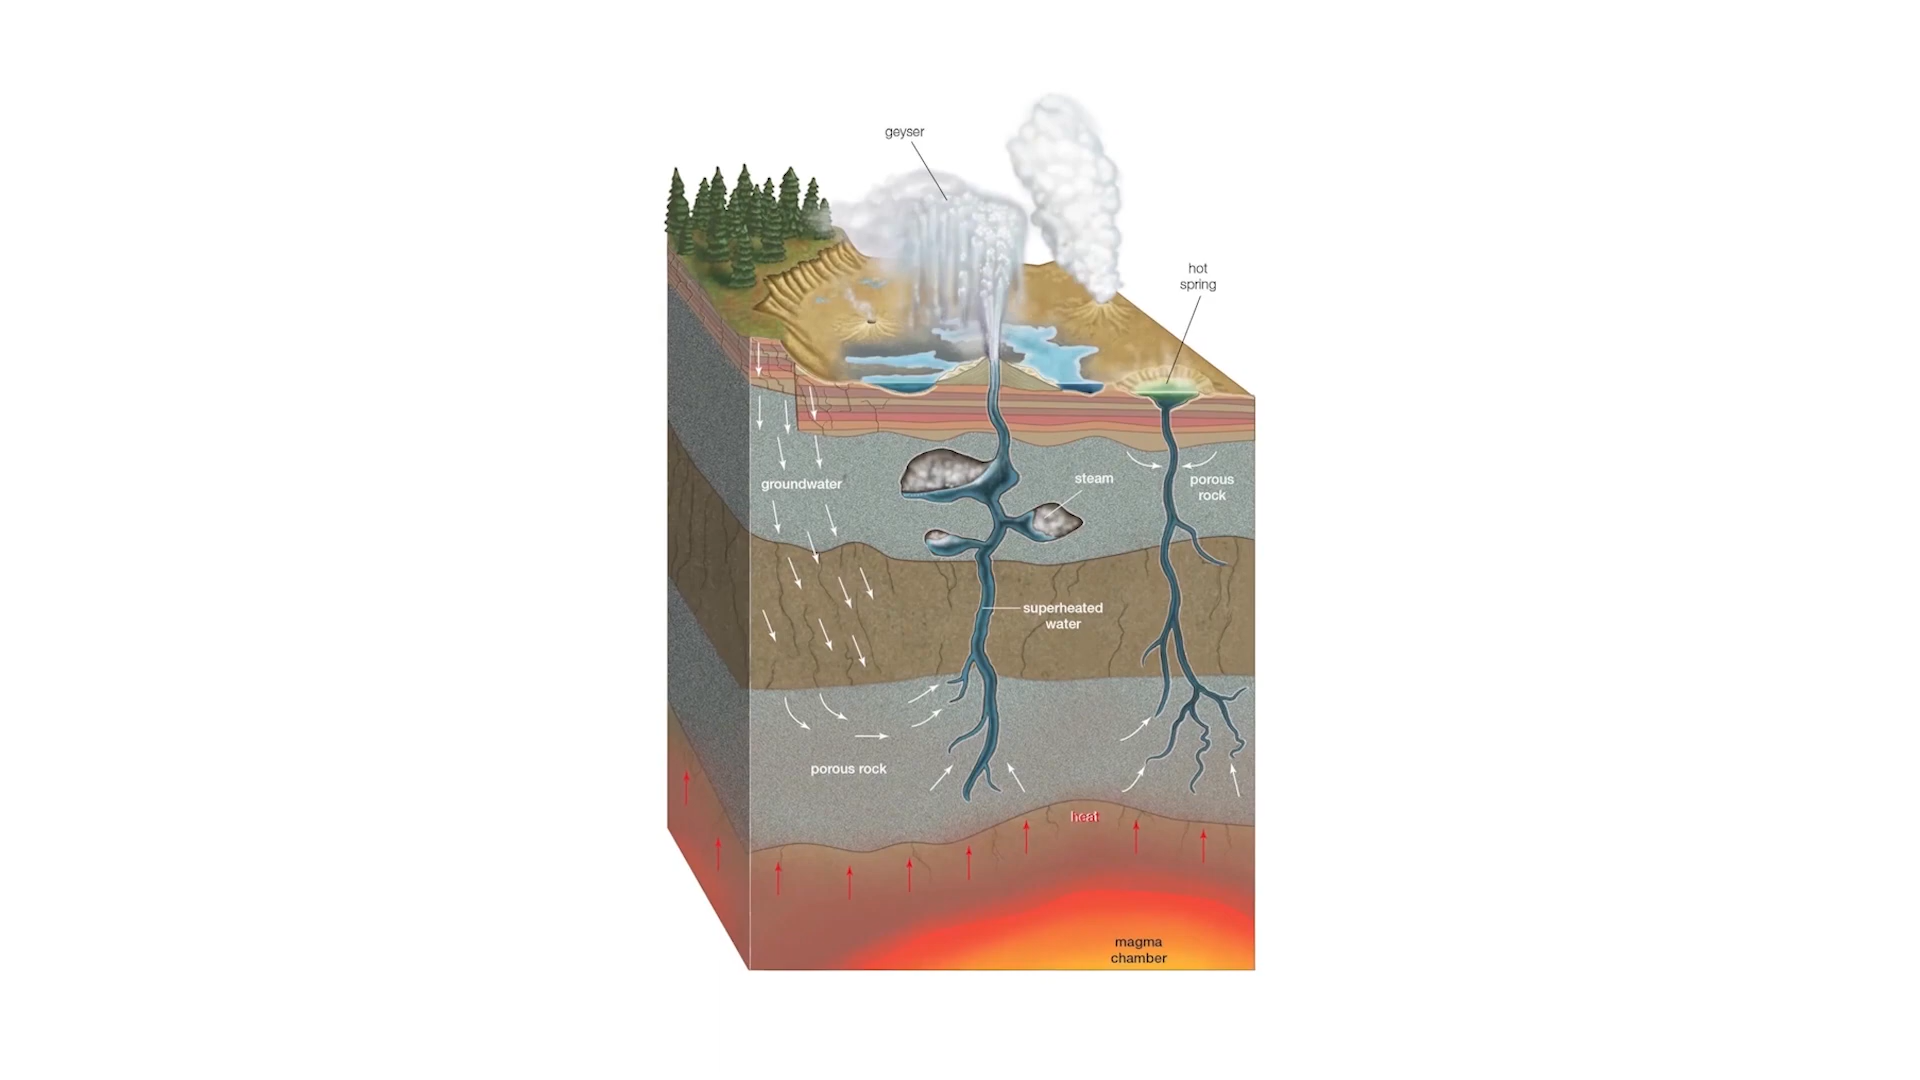 geyser
hot
spring
groundwater
steam
porous
rock
superheated
water
porous rock
heat
magma
chamber